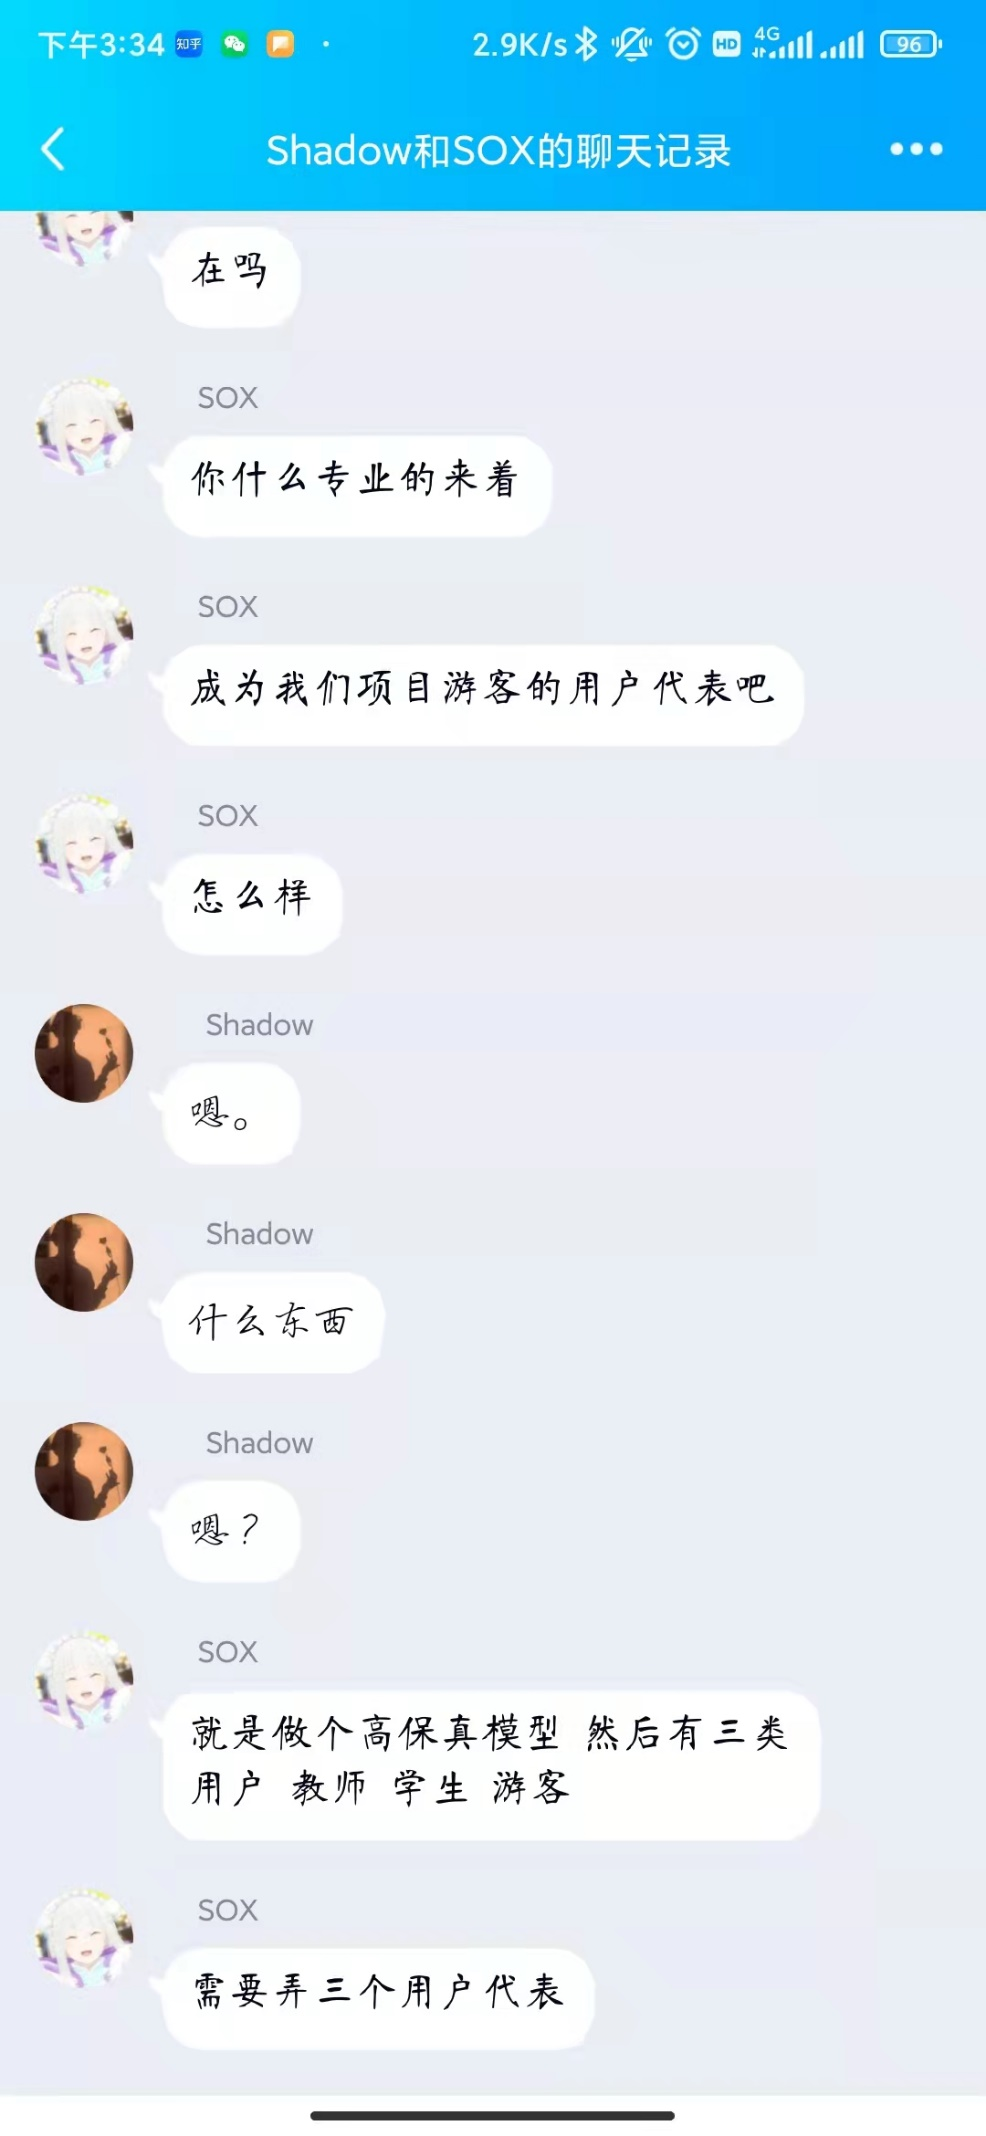 下午3:34 知乎 2.9K/s HD 4G 96
Shadow和SOX的聊天记录
在吗
SOX
你什么专业的来着
SOX
成为我们项目游客的用户代表吧
SOX
怎么样
Shadow
嗯。
Shadow
什么东西
Shadow
嗯？
SOX
就是做个高保真模型 然后有三类
用户 教师 学生 游客
SOX
需要弄三个用户代表